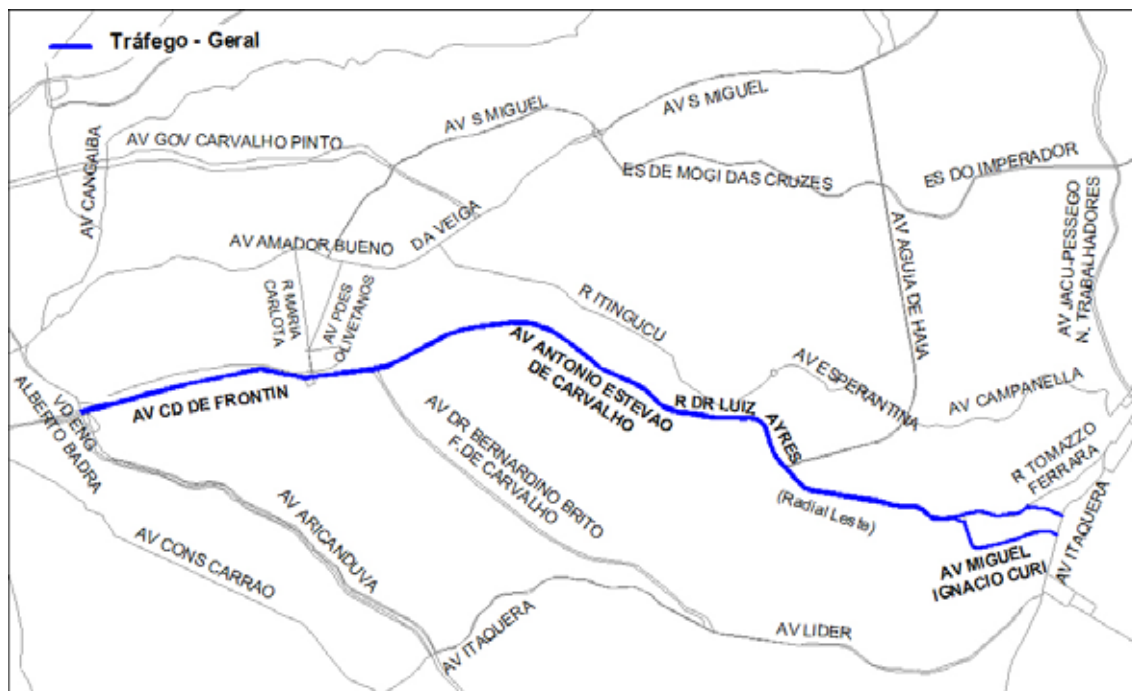 Tráfego - Geral
AV CANGAIBA
AV GOV CARVALHO PINTO
AV S MIGUEL
AV S MIGUEL
ES DE MOGI DAS CRUZES
ES DO IMPERADOR
AV JACU-PESSEGO
N. TRABALHADORES
AV AGUIA DE HAIA
AV AMADOR BUENO
DA VEIGA
R MARIA
CARLOTA
AV PDES
OLIVETANOS
R ITINGUCU
AV ANTONIO ESTEVAO
DE CARVALHO
R DR LUIZ
AYRES
AV ESPERANTINA
AV CAMPANELLA
AV CD DE FRONTIN
VD ENG
ALBERTO BADRA
AV DR BERNARDINO BRITO
F. DE CARVALHO
(Radial Leste)
R TOMAZZO
FERRARA
AV ITAQUERA
AV MIGUEL
IGNACIO CURI
AV ARICANDUVA
AV CONS CARRAO
AV ITAQUERA
AV LIDER